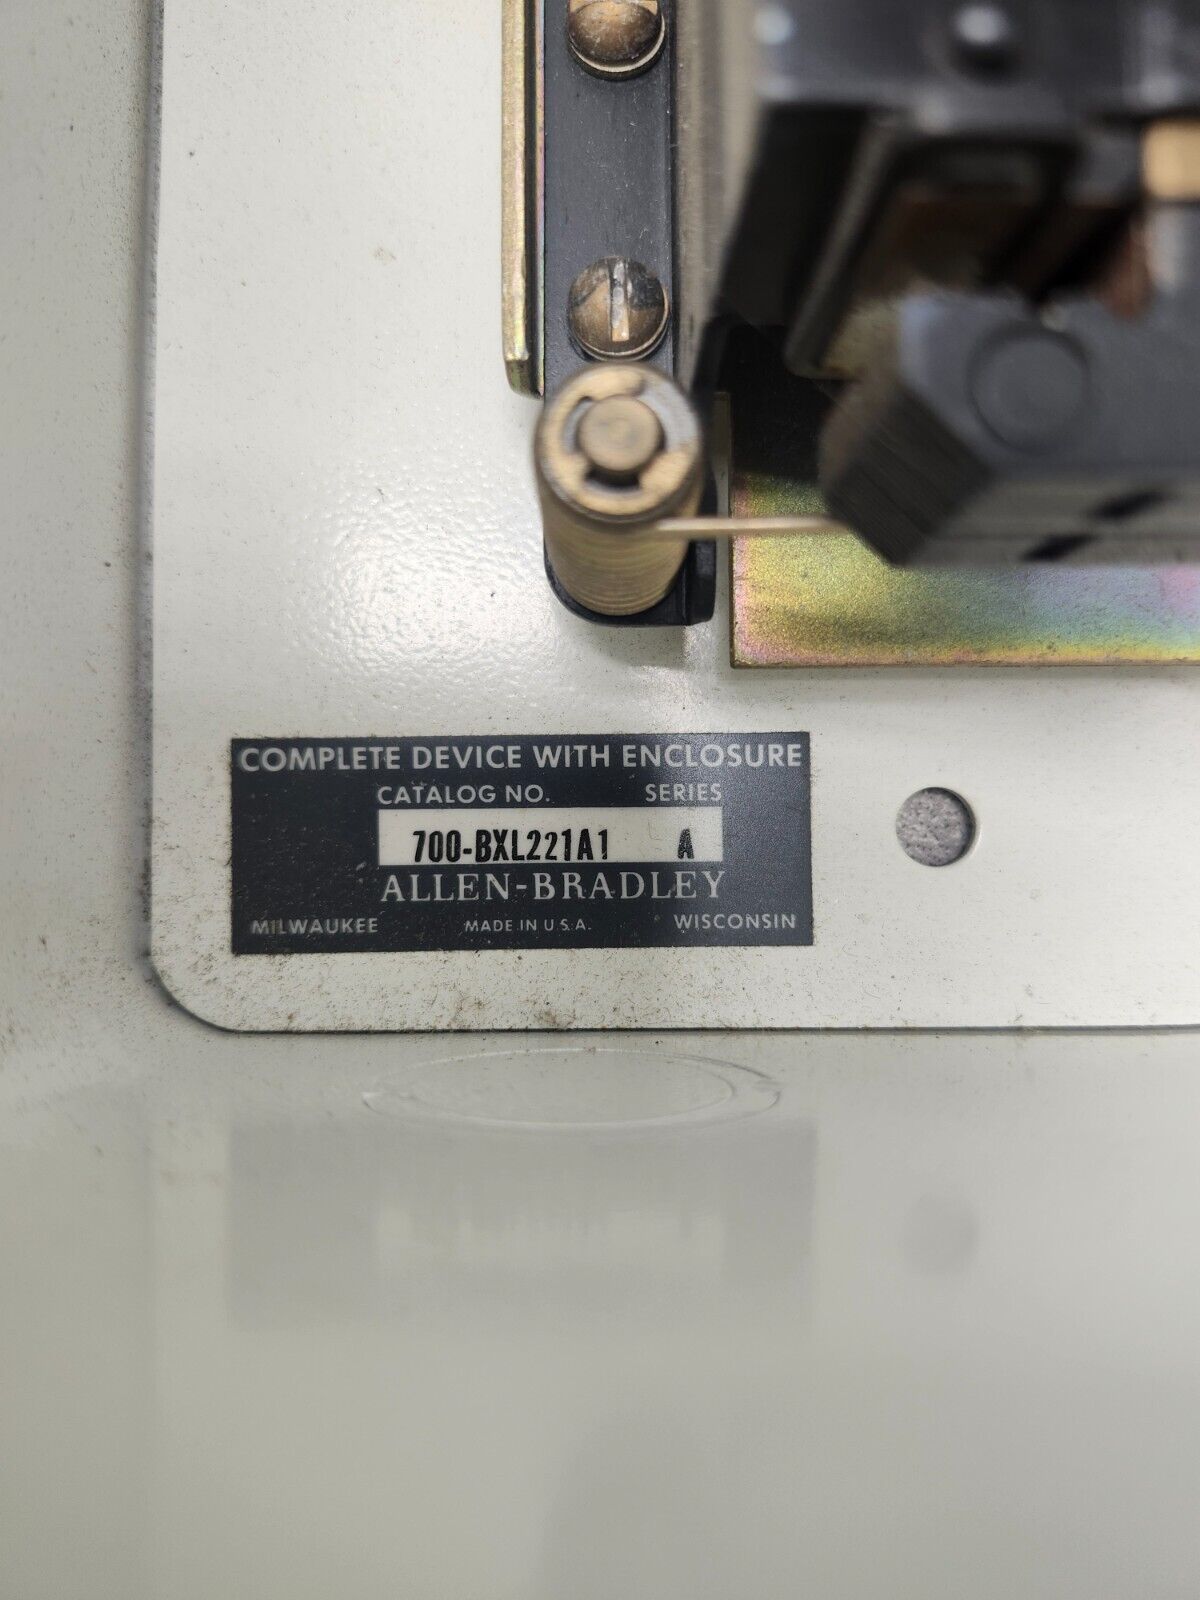 COMPLETE DEVICE WITH ENCLOSURE
CATALOG NO. SERIES
700-BXL221A1 A
ALLEN-BRADLEY
MILWAUKEE MADE IN U.S.A. WISCONSIN